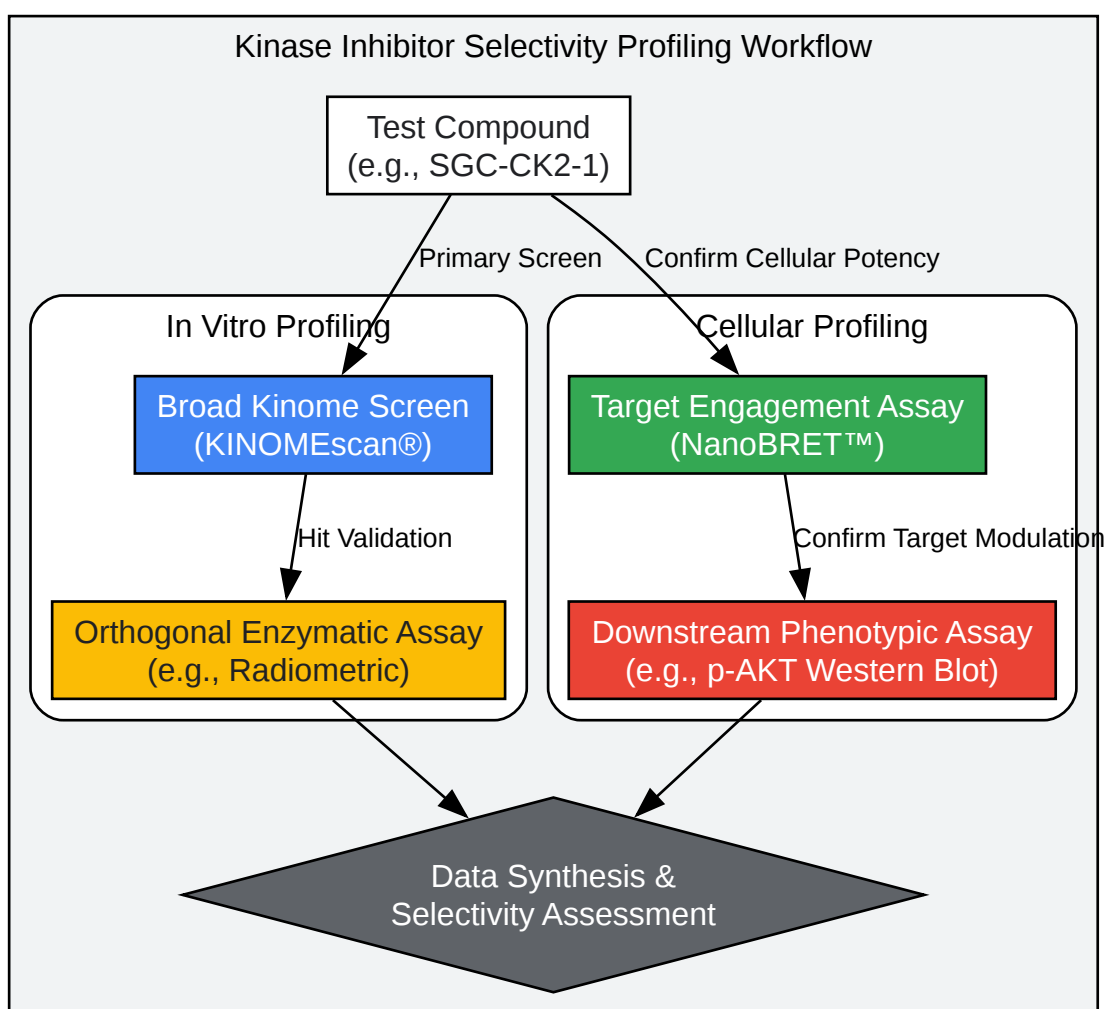 Kinase Inhibitor Selectivity Profiling Workflow
Test Compound
(e.g., SGC-CK2-1)
Primary Screen
Confirm Cellular Potency
In Vitro Profiling
Cellular Profiling
Broad Kinome Screen
(KINOMEscan®)
Target Engagement Assay
(NanoBRET™)
Hit Validation
Confirm Target Modulation
Orthogonal Enzymatic Assay
(e.g., Radiometric)
Downstream Phenotypic Assay
(e.g., p-AKT Western Blot)
Data Synthesis &
Selectivity Assessment